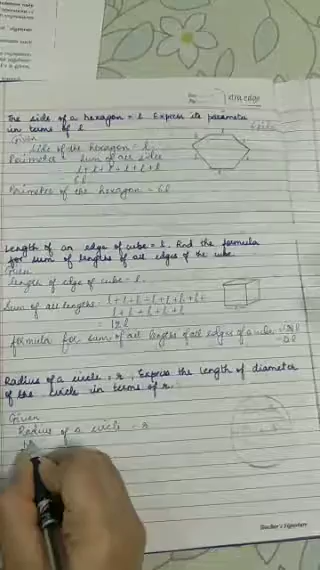 The side of a hexagon = l. Express its parameter
in terms of l
Given
Side of the hexagon = l.
Perimeter = Sum of all sides
l + l + l + l + l + l
6l
Perimeter of the hexagon = 6l
Length of an edge of cube = l. Find the formula
for sum of lengths of all edges of the cube
Given
Length of edge of cube = l.
Sum of all lengths = l + l + l + l + l + l + l +
l + l + l + l + l
= 12l
formula for sum of all lengths of all edges of a cube = 12l
Radius of a circle = r. Express the length of diameter
of the circle in terms of r.
Given
Radius of a circle = r
Teacher's Signature